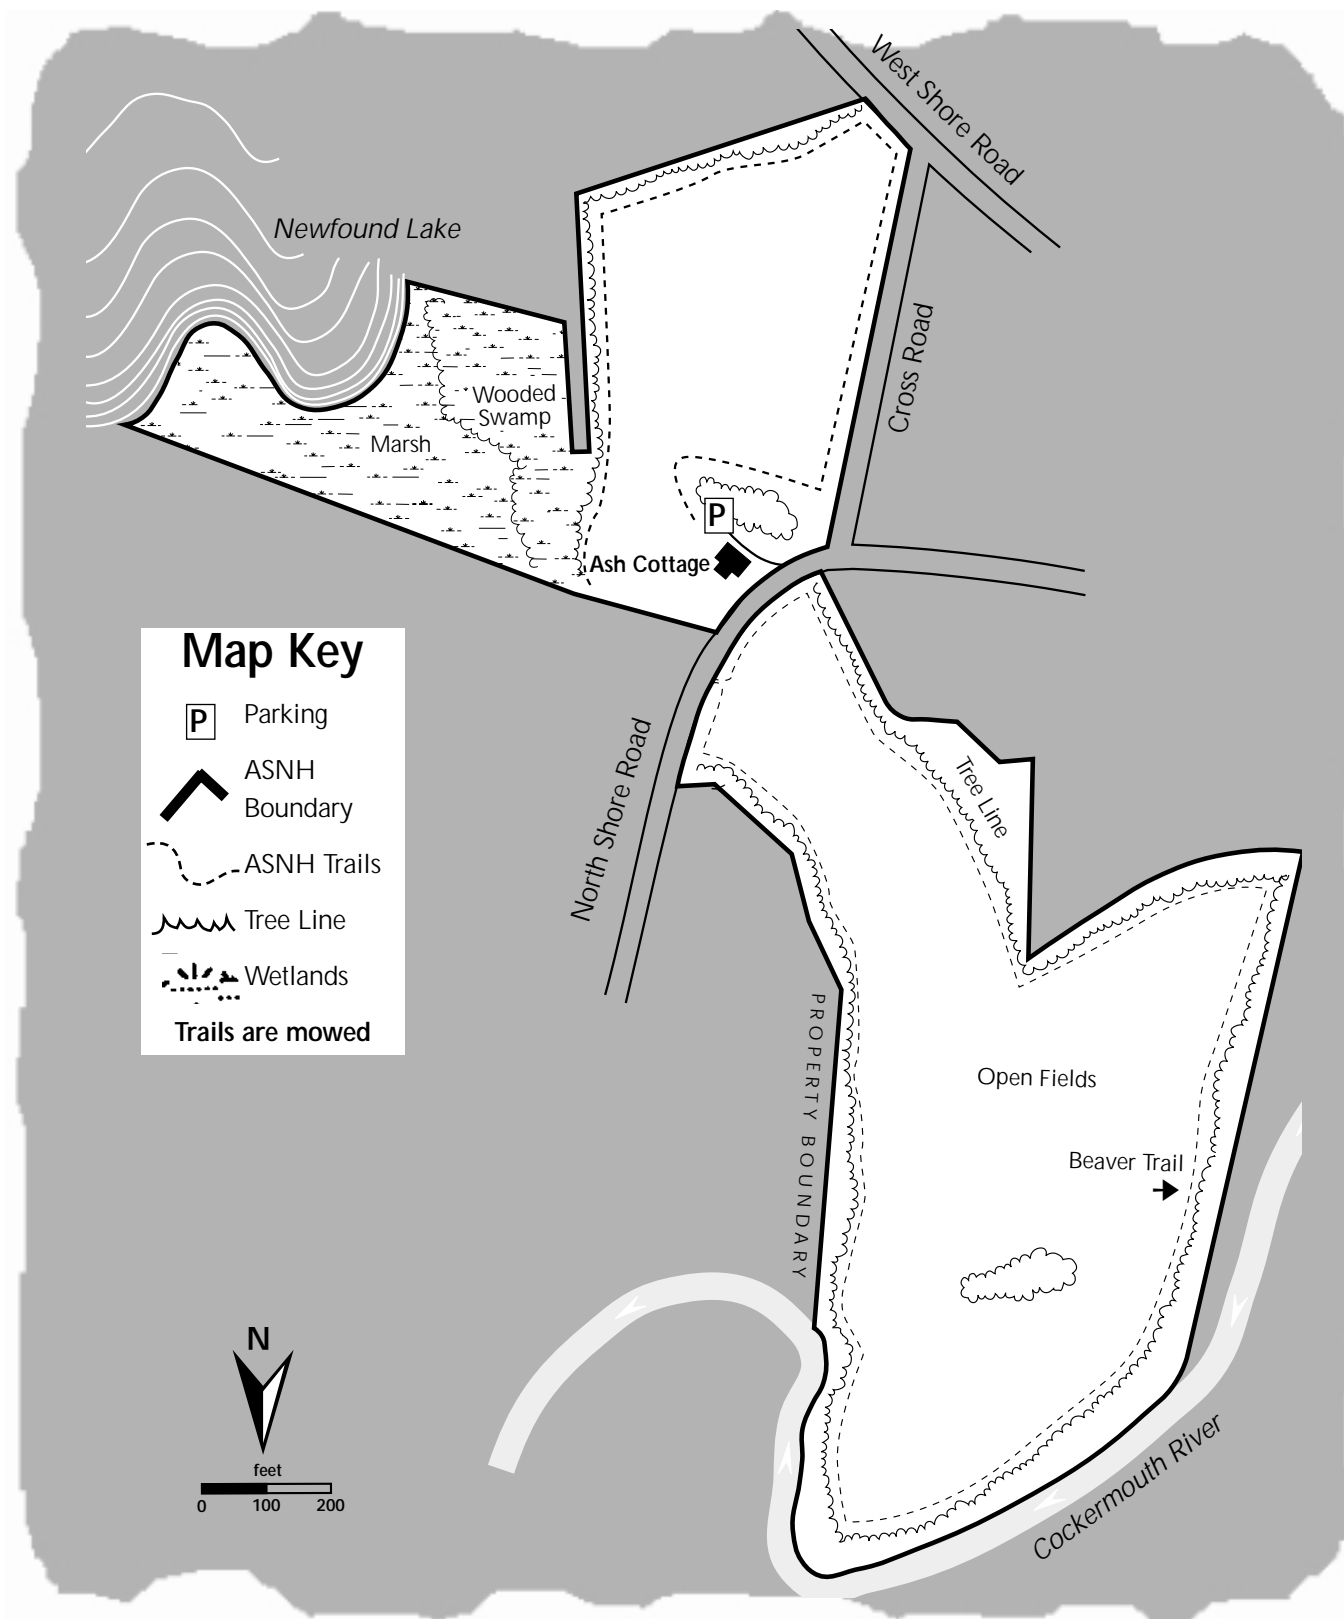 West Shore Road
Newfound Lake
Cross Road
Wooded
Swamp
Marsh
P
Ash Cottage
Map Key
P Parking
ASNH
Boundary
ASNH Trails
Tree Line
Wetlands
Trails are mowed
North Shore Road
Tree Line
PROPERTY BOUNDARY
Open Fields
Beaver Trail
N
feet
0 100 200
Cockermouth River